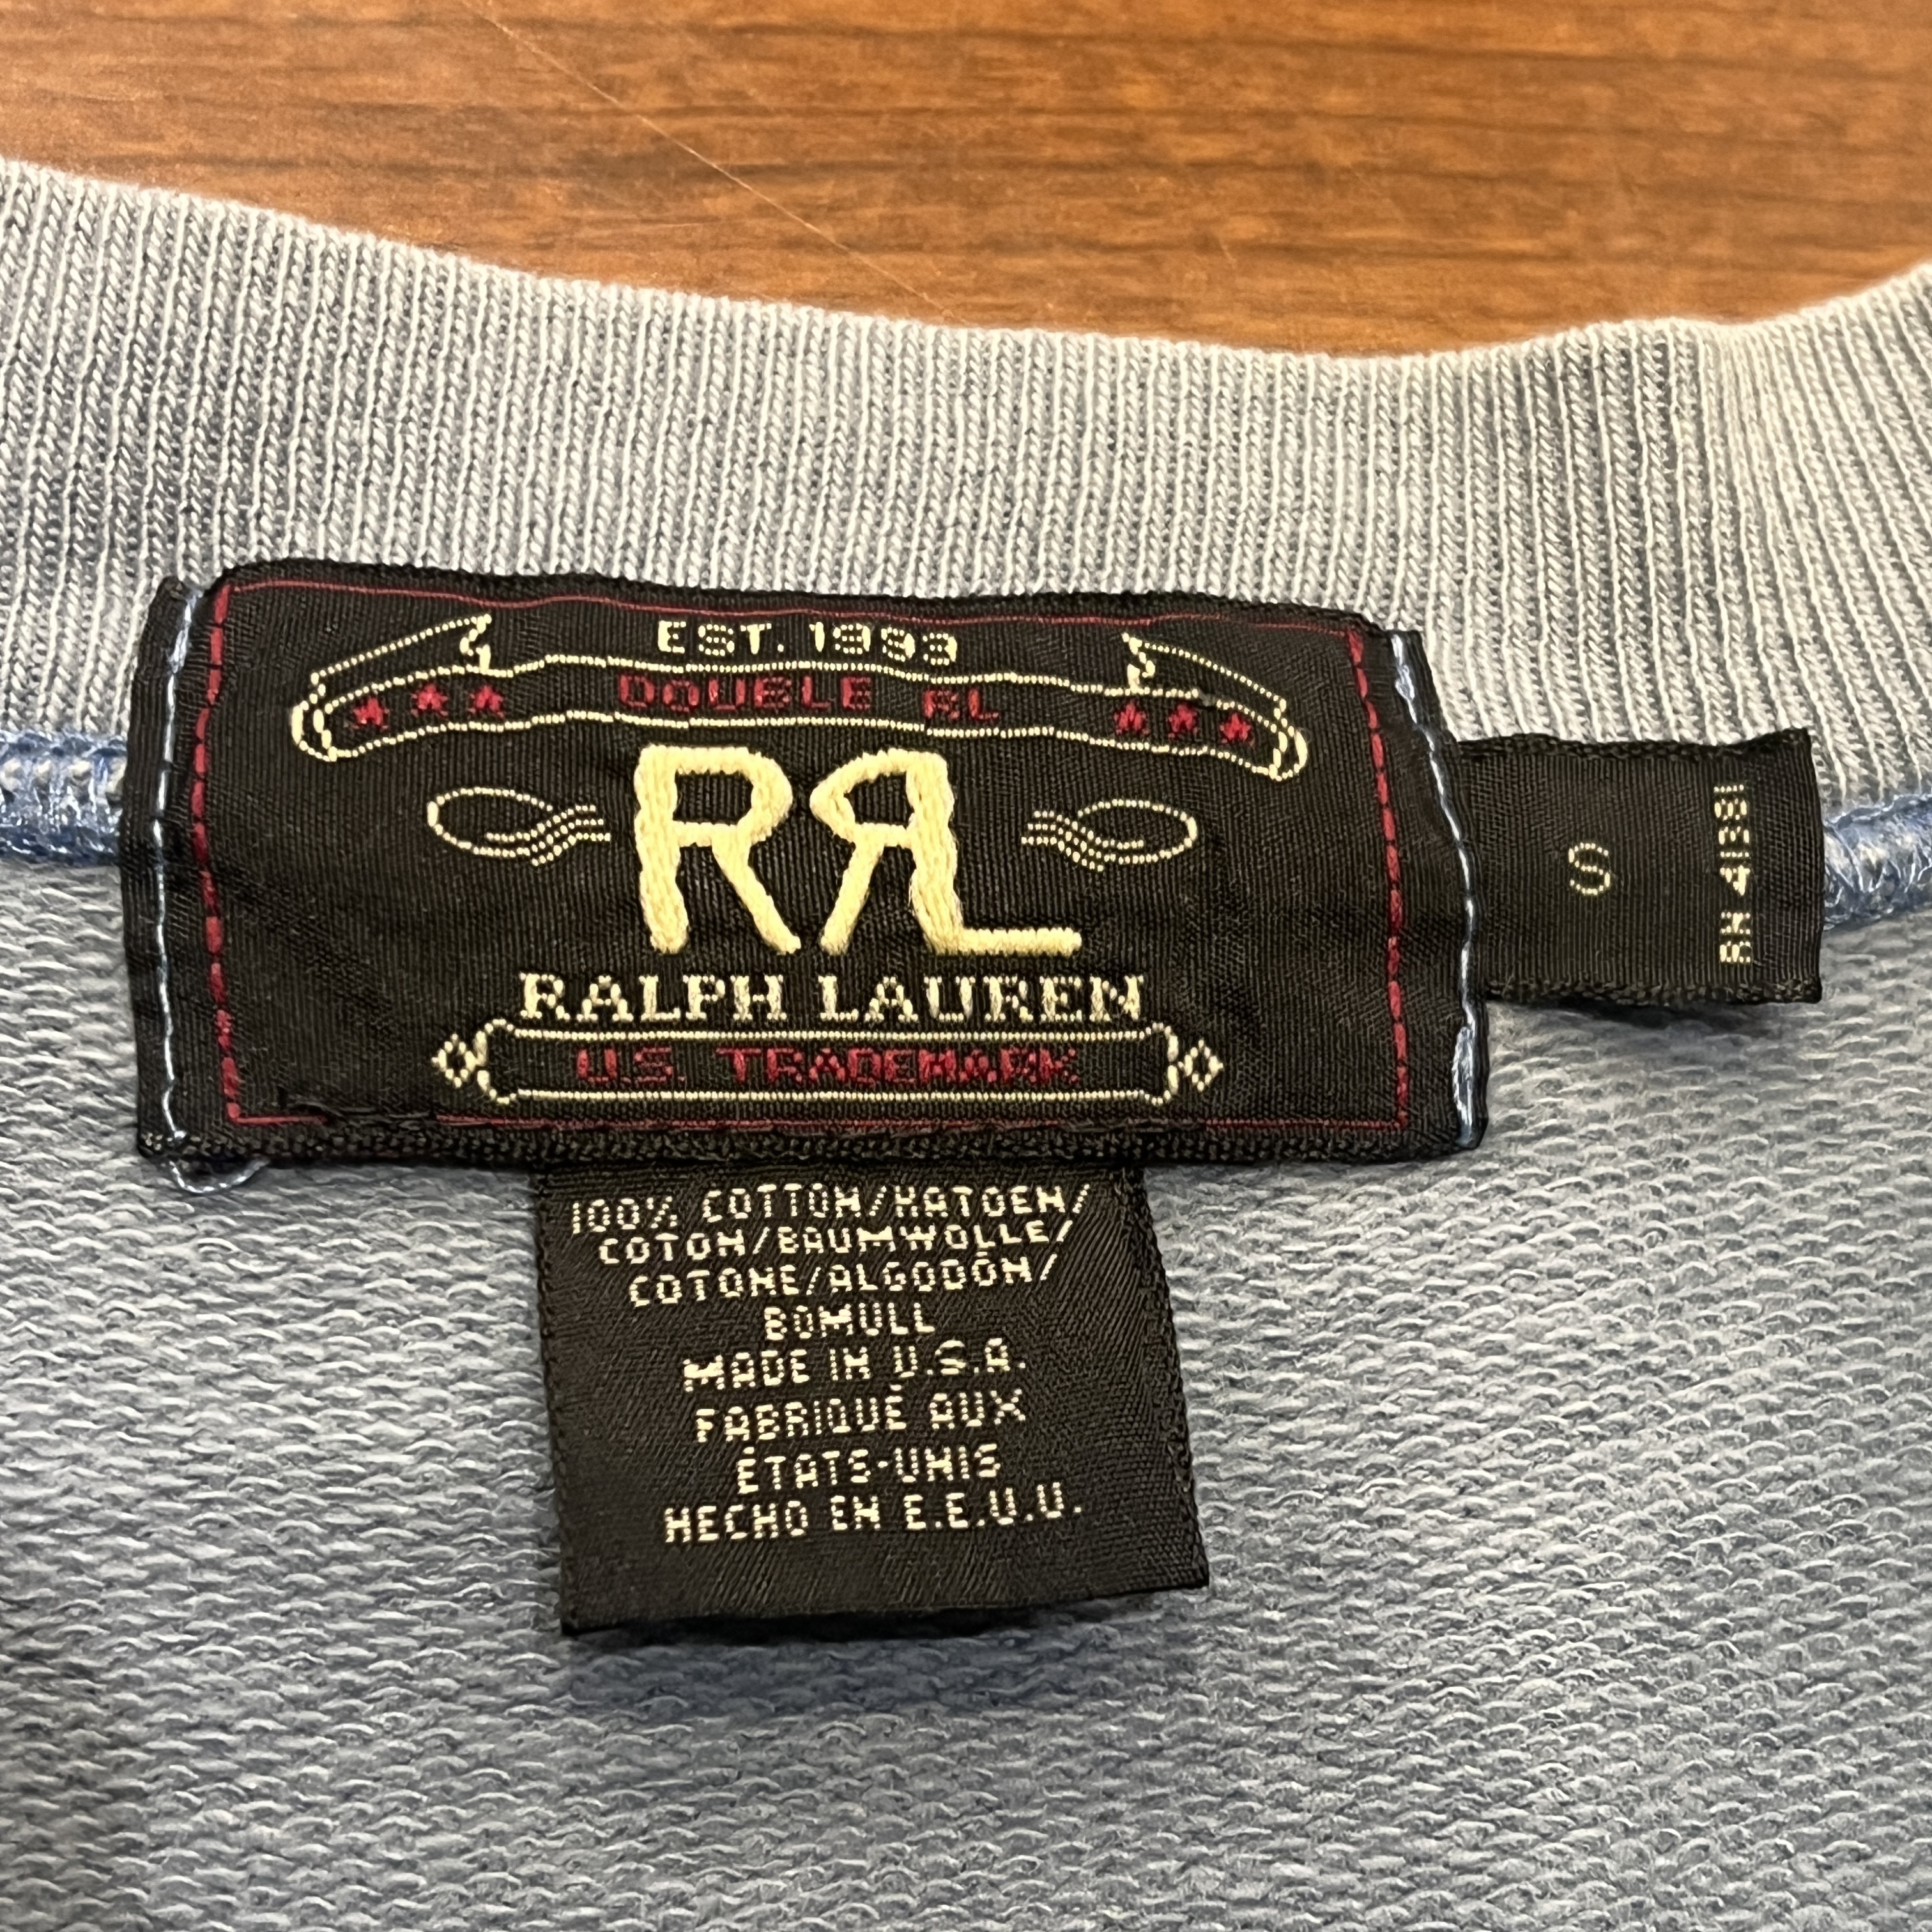 EST. 1993
DOUBLE RL
RRL
RALPH LAUREN
U.S. TRADEMARK
S
RN 41381
100% COTTON/KATOEN/
COTON/BAUMWOLLE/
COTONE/ALGODÓN/
BOMULL
MADE IN U.S.A.
FABRIQUÉ AUX
ÉTATS-UNIS
HECHO EN E.E.U.U.